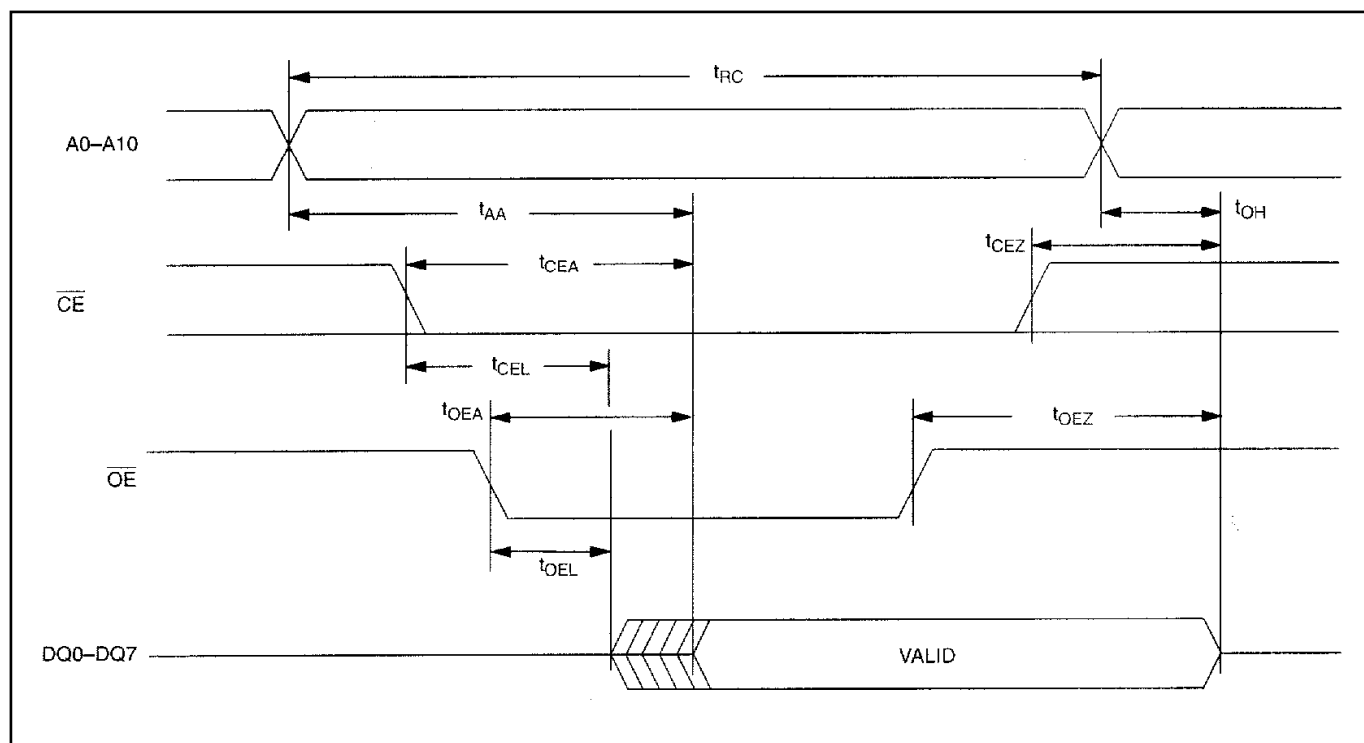 tRC
A0–A10
tAA
tOH
tCEZ
tCEA
CE
tCEL
tOEA
tOEZ
OE
tOEL
DQ0–DQ7
VALID